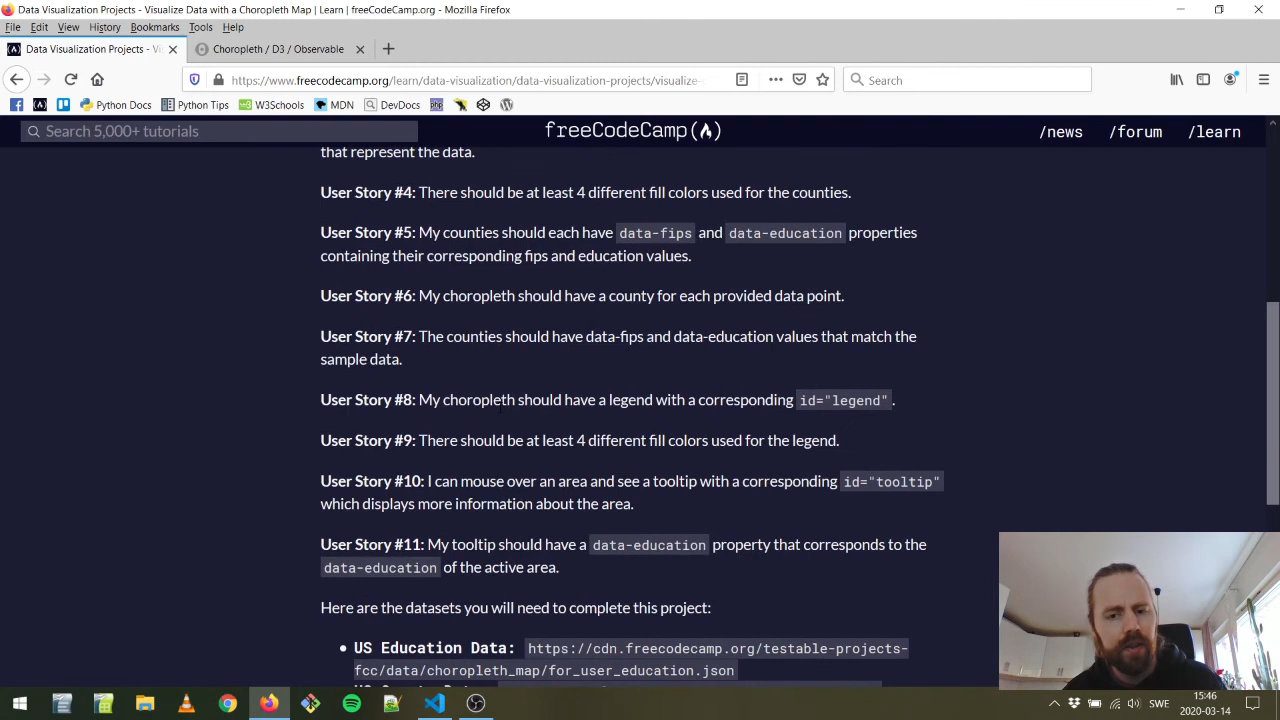 Data Visualization Projects - Visualize Data with a Choropleth Map | Learn | freeCodeCamp.org - Mozilla Firefox
File Edit View History Bookmarks Tools Help
Data Visualization Projects - Vi
Choropleth / D3 / Observable
https://www.freecodecamp.org/learn/data-visualization/data-visualization-projects/visualize-
Search
Python Docs Python Tips W3Schools MDN DevDocs
Search 5,000+ tutorials
freeCodeCamp
/news /forum /learn
that represent the data.
User Story #4: There should be at least 4 different fill colors used for the counties.
User Story #5: My counties should each have data-fips and data-education properties
containing their corresponding fips and education values.
User Story #6: My choropleth should have a county for each provided data point.
User Story #7: The counties should have data-fips and data-education values that match the
sample data.
User Story #8: My choropleth should have a legend with a corresponding id="legend".
User Story #9: There should be at least 4 different fill colors used for the legend.
User Story #10: I can mouse over an area and see a tooltip with a corresponding id="tooltip"
which displays more information about the area.
User Story #11: My tooltip should have a data-education property that corresponds to the
data-education of the active area.
Here are the datasets you will need to complete this project:
US Education Data: https://cdn.freecodecamp.org/testable-projects-
fcc/data/choropleth_map/for_user_education.json
SWE
15:46
2020-03-14